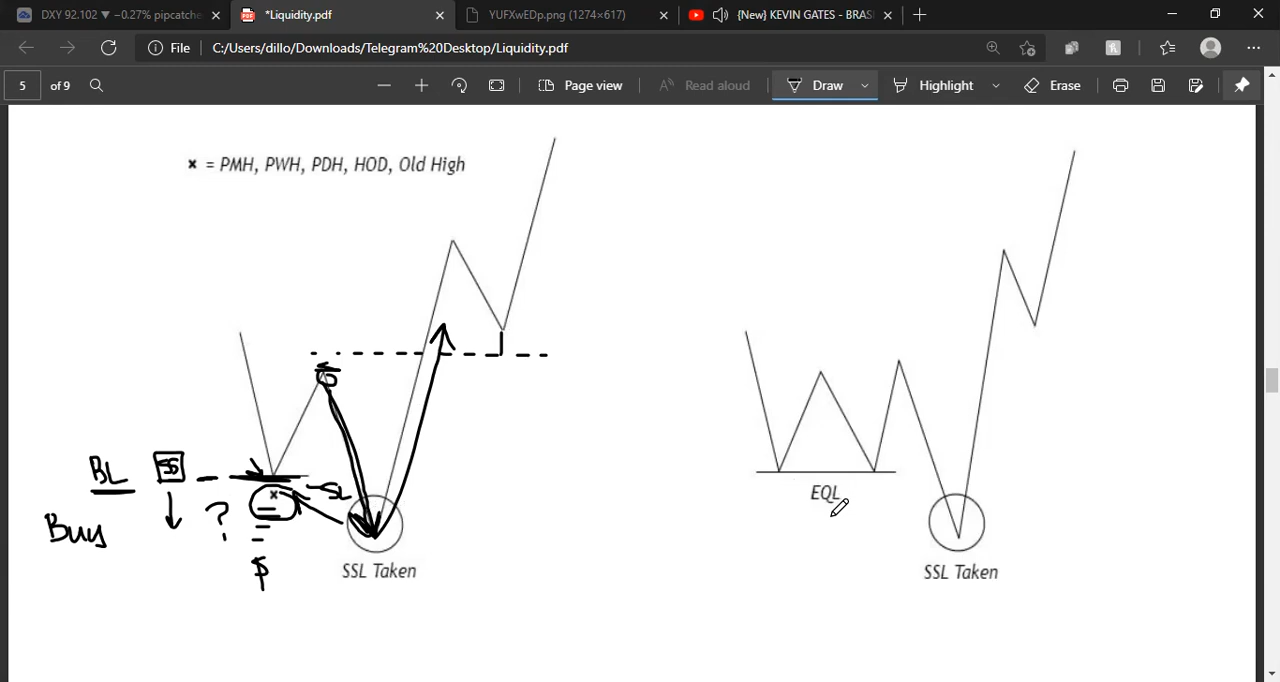 DXY 92.102 ▼ −0.27% pipcatche
*Liquidity.pdf
YUFXwEDp.png (1274×617)
{New} KEVIN GATES - BRAS
File
C:/Users/dillo/Downloads/Telegram%20Desktop/Liquidity.pdf
5 of 9
Page view
Read aloud
Draw
Highlight
Erase
× = PMH, PWH, PDH, HOD, Old High
BL
SS
SL
×
?
Buy
$
SSL Taken
EQL
SSL Taken